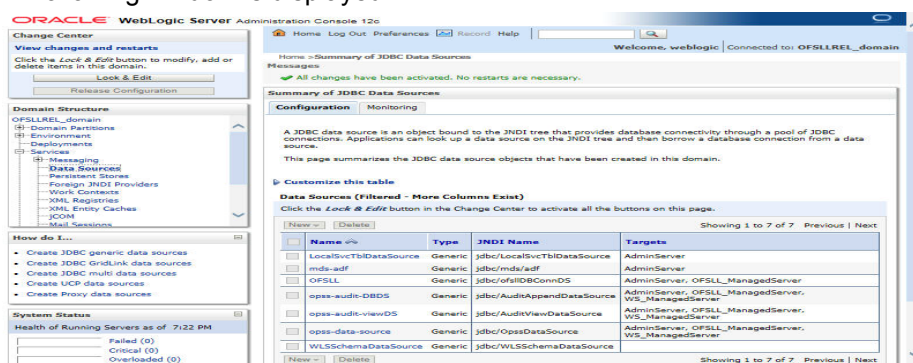 ORACLE WebLogic Server Administration Console 12c
Change Center
View changes and restarts
Click the Lock & Edit button to modify, add or
delete items in this domain.
Lock & Edit
Release Configuration
Domain Structure
OFSLLREL_domain
Domain Partitions
Environment
Deployments
Services
Messaging
Data Sources
Persistent Stores
Foreign JNDI Providers
Work Contexts
XML Registries
XML Entity Caches
jCOM
Mail Sessions
How do I...
Create JDBC generic data sources
Create JDBC GridLink data sources
Create JDBC multi data sources
Create UCP data sources
Create Proxy data sources
System Status
Health of Running Servers as of 7:22 PM
Failed (0)
Critical (0)
Overloaded (0)
Home Log Out Preferences Record Help
Welcome, weblogic Connected to: OFSLLREL_domain
Home >Summary of JDBC Data Sources
Messages
All changes have been activated. No restarts are necessary.
Summary of JDBC Data Sources
Configuration Monitoring
A JDBC data source is an object bound to the JNDI tree that provides database connectivity through a pool of JDBC
connections. Applications can look up a data source on the JNDI tree and then borrow a database connection from a data
source.
This page summarizes the JDBC data source objects that have been created in this domain.
Customize this table
Data Sources (Filtered - More Columns Exist)
Click the Lock & Edit button in the Change Center to activate all the buttons on this page.
New Delete Showing 1 to 7 of 7 Previous | Next
Name Type JNDI Name Targets
LocalSvcTblDataSource Generic jdbc/LocalSvcTblDataSource AdminServer
mds-adf Generic jdbc/mds/adf AdminServer
OFSLL Generic jdbc/ofsllDBConnDS AdminServer, OFSLL_ManagedServer
opss-audit-DBDS Generic jdbc/AuditAppendDataSource AdminServer, OFSLL_ManagedServer,
WS_ManagedServer
opss-audit-viewDS Generic jdbc/AuditViewDataSource AdminServer, OFSLL_ManagedServer,
WS_ManagedServer
opss-data-source Generic jdbc/OpssDataSource AdminServer, OFSLL_ManagedServer,
WS_ManagedServer
WLSSchemaDataSource Generic jdbc/WLSSchemaDataSource
New Delete Showing 1 to 7 of 7 Previous | Next